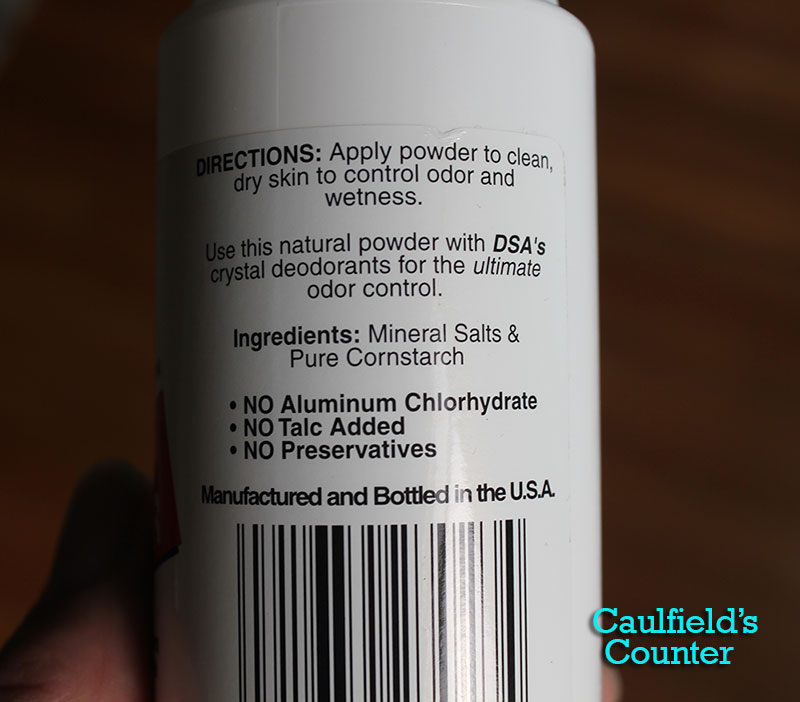 DIRECTIONS: Apply powder to clean,
dry skin to control odor and
wetness.
Use this natural powder with DSA's
crystal deodorants for the ultimate
odor control.
Ingredients: Mineral Salts &
Pure Cornstarch
• NO Aluminum Chlorhydrate
• NO Talc Added
• NO Preservatives
Manufactured and Bottled in the U.S.A.
Caulfield's
Counter